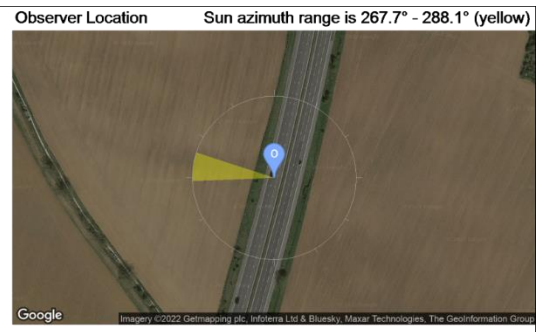 Observer Location Sun azimuth range is 267.7° - 288.1° (yellow)
O
Google Imagery ©2022 Getmapping plc, Infoterra Ltd & Bluesky, Maxar Technologies, The GeoInformation Group